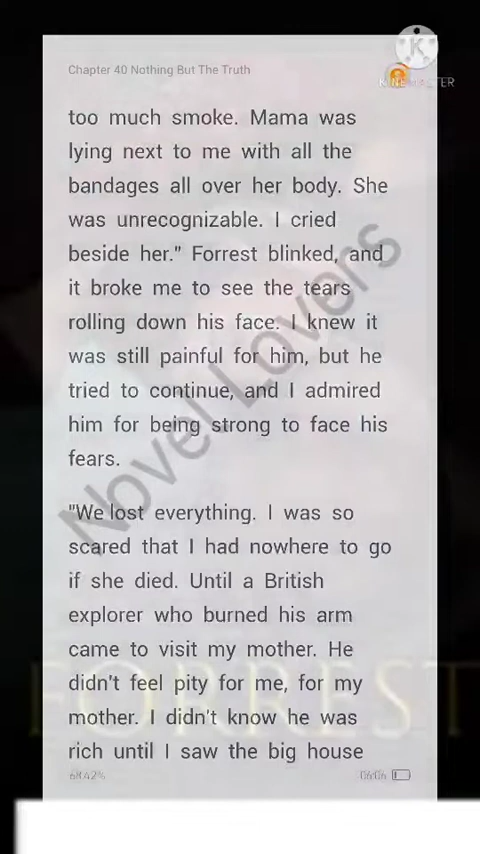 Chapter 40 Nothing But The Truth
KINEMASTER
too much smoke. Mama was
lying next to me with all the
bandages all over her body. She
was unrecognizable. I cried
beside her." Forrest blinked, and
it broke me to see the tears
rolling down his face. I knew it
was still painful for him, but he
tried to continue, and I admired
him for being strong to face his
fears.
Novel Lovers
"We lost everything. I was so
scared that I had nowhere to go
if she died. Until a British
explorer who burned his arm
came to visit my mother. He
didn't feel pity for me, for my
mother. I didn't know he was
rich until I saw the big house
FORREST
06:06